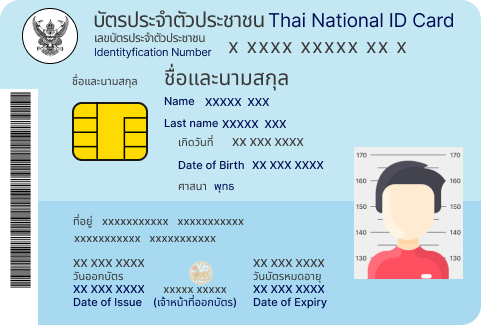 บัตรประจำตัวประชาชน Thai National ID Card
เลขบัตรประจำตัวประชาชน
Identityfication Number X XXXX XXXXX XX X
ชื่อและนามสกุล ชื่อและนามสกุล
Name XXXXX XXX
Last name XXXXX XXX
เกิดวันที่ XX XXX XXXX
Date of Birth XX XXX XXXX
ศาสนา พุทธ
170 170
160 160
150 150
140 140
130 130
ที่อยู่ XXXXXXXXXXX XXXXXXXXXXX
XXXXXXXXXXX XXXXXXXXXXX
XX XXX XXXX XX XXX XXXX
วันออกบัตร วันบัตรหมดอายุ
XX XXX XXXX XXXXX XXXXX XX XXX XXXX
Date of Issue (เจ้าหน้าที่ออกบัตร) Date of Expiry